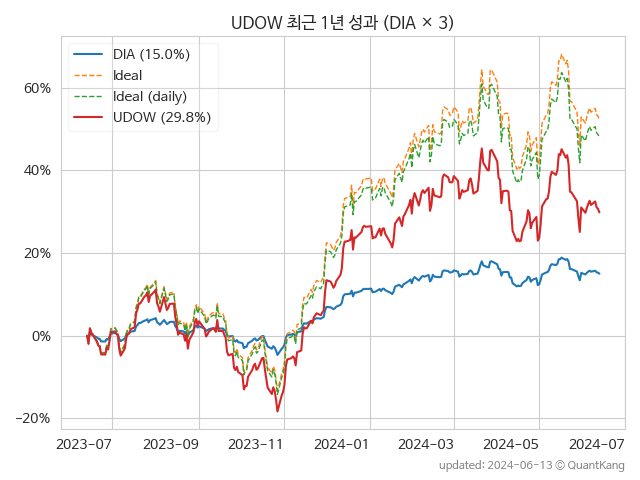 UDOW 최근 1년 성과 (DIA × 3)
DIA (15.0%)
Ideal
Ideal (daily)
UDOW (29.8%)
60%
40%
20%
0%
−20%
2023−07 2023−09 2023−11 2024−01 2024−03 2024−05 2024−07
updated: 2024-06-13 © QuantKang